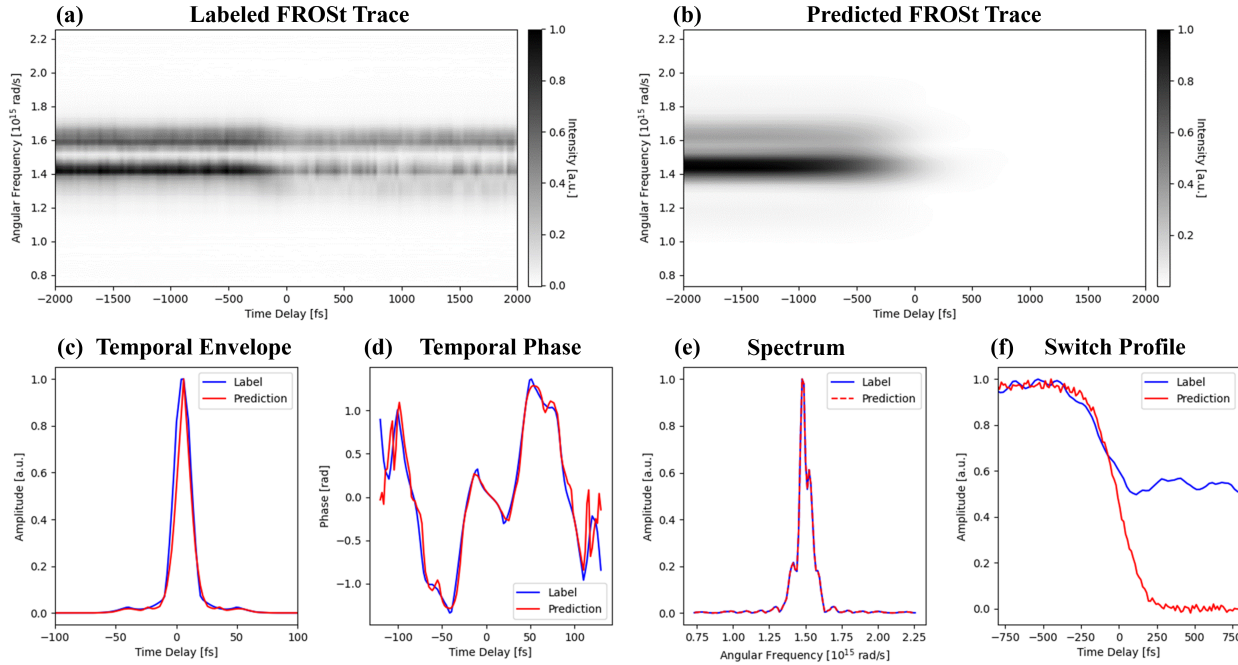 (a) Labeled FROSt Trace
2.2
2.0
1.8
1.6
1.4
1.2
1.0
0.8
Angular Frequency [10¹⁵ rad/s]
−2000 −1500 −1000 −500 0 500 1000 1500 2000
Time Delay [fs]
1.0
0.8
0.6
0.4
0.2
0.0
Intensity [a.u.]
(b) Predicted FROSt Trace
2.2
2.0
1.8
1.6
1.4
1.2
1.0
0.8
Angular Frequency [10¹⁵ rad/s]
−2000 −1500 −1000 −500 0 500 1000 1500 2000
Time Delay [fs]
1.0
0.8
0.6
0.4
0.2
Intensity [a.u.]
(c) Temporal Envelope
1.0
0.8
0.6
0.4
0.2
0.0
Amplitude [a.u.]
Label
Prediction
−100 −50 0 50 100
Time Delay [fs]
(d) Temporal Phase
1.0
0.5
0.0
−0.5
−1.0
Phase [rad]
Label
Prediction
−100 −50 0 50 100
Time Delay [fs]
(e) Spectrum
1.0
0.8
0.6
0.4
0.2
0.0
Amplitude [a.u.]
Label
Prediction
0.75 1.00 1.25 1.50 1.75 2.00 2.25
Angular Frequency [10¹⁵ rad/s]
(f) Switch Profile
1.0
0.8
0.6
0.4
0.2
0.0
Amplitude [a.u.]
Label
Prediction
−750 −500 −250 0 250 500 750
Time Delay [fs]